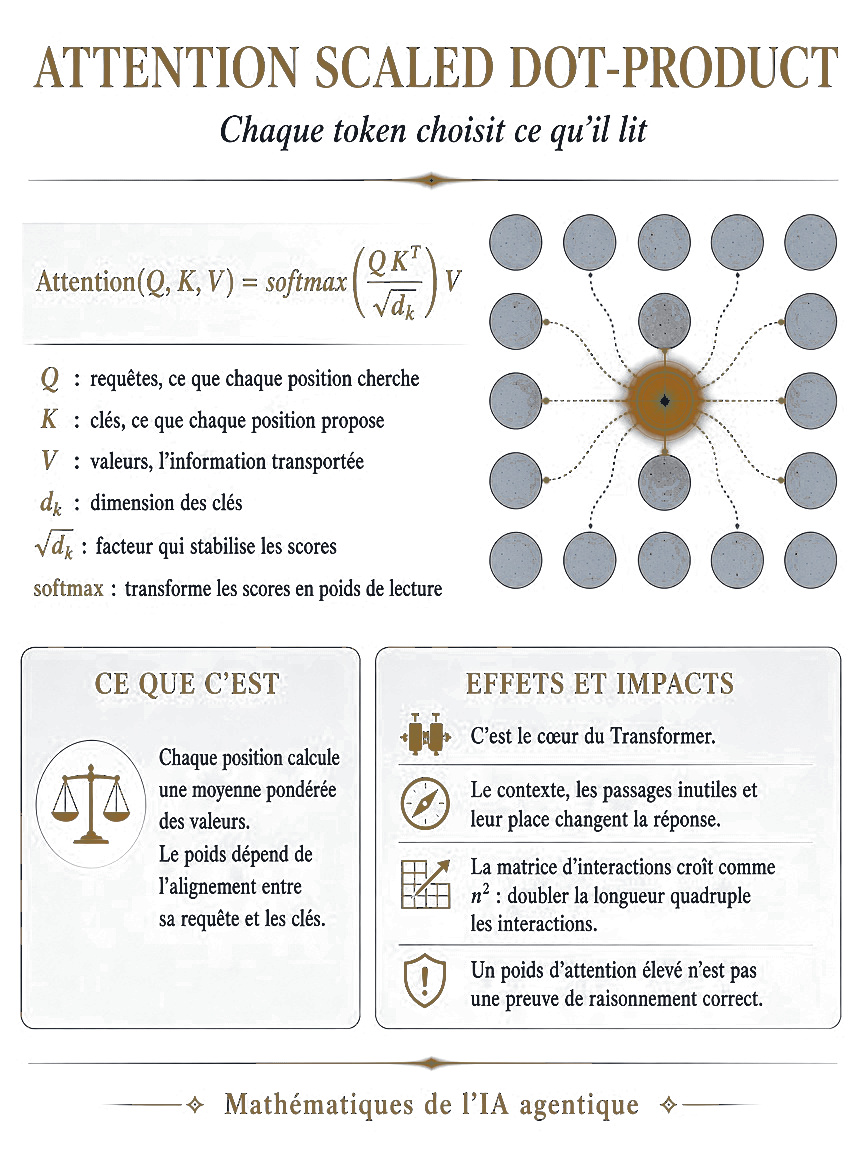 ATTENTION SCALED DOT-PRODUCT
Chaque token choisit ce qu’il lit
Attention(Q, K, V) = softmax(Q K^T / √d_k) V
Q : requêtes, ce que chaque position cherche
K : clés, ce que chaque position propose
V : valeurs, l’information transportée
d_k : dimension des clés
√d_k : facteur qui stabilise les scores
softmax : transforme les scores en poids de lecture
CE QUE C’EST
Chaque position calcule
une moyenne pondérée
des valeurs.
Le poids dépend de
l’alignement entre
sa requête et les clés.
EFFETS ET IMPACTS
C’est le cœur du Transformer.
Le contexte, les passages inutiles et
leur place changent la réponse.
La matrice d’interactions croît comme
n² : doubler la longueur quadruple
les interactions.
Un poids d’attention élevé n’est pas
une preuve de raisonnement correct.
Mathématiques de l’IA agentique